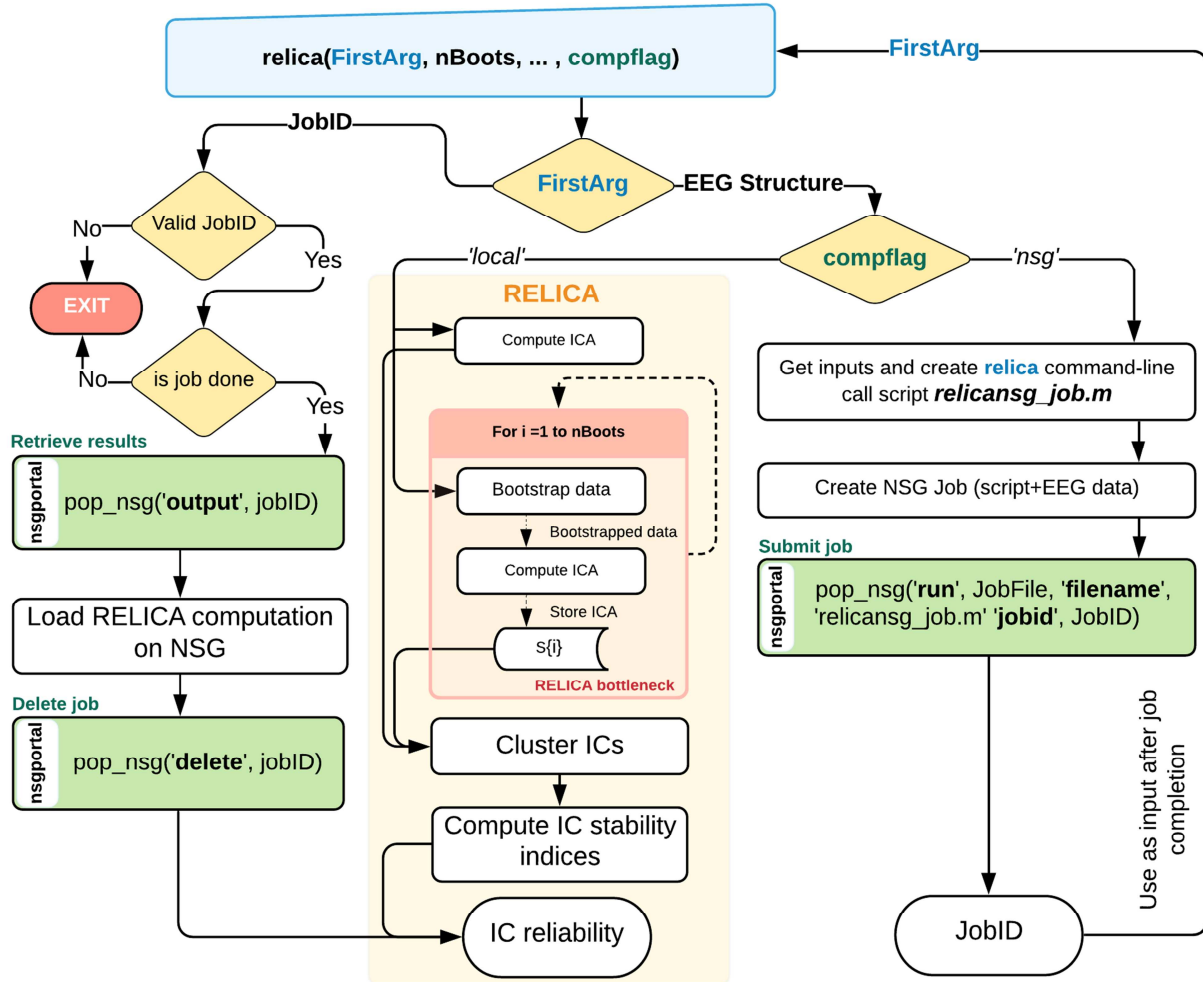 relica(FirstArg, nBoots, ... , compflag)
FirstArg
JobID
FirstArg
EEG Structure
Valid JobID
No
Yes
EXIT
is job done
No
Yes
compflag
'local'
'nsg'
Retrieve results
nsgportal
pop_nsg('output', jobID)
Load RELICA computation
on NSG
Delete job
nsgportal
pop_nsg('delete', jobID)
RELICA
Compute ICA
For i =1 to nBoots
Bootstrap data
Bootstrapped data
Compute ICA
Store ICA
S{i}
RELICA bottleneck
Cluster ICs
Compute IC stability
indices
IC reliability
Get inputs and create relica command-line
call script relicansg_job.m
Create NSG Job (script+EEG data)
Submit job
nsgportal
pop_nsg('run', JobFile, 'filename',
'relicansg_job.m' 'jobid', JobID)
JobID
Use as input after job
completion